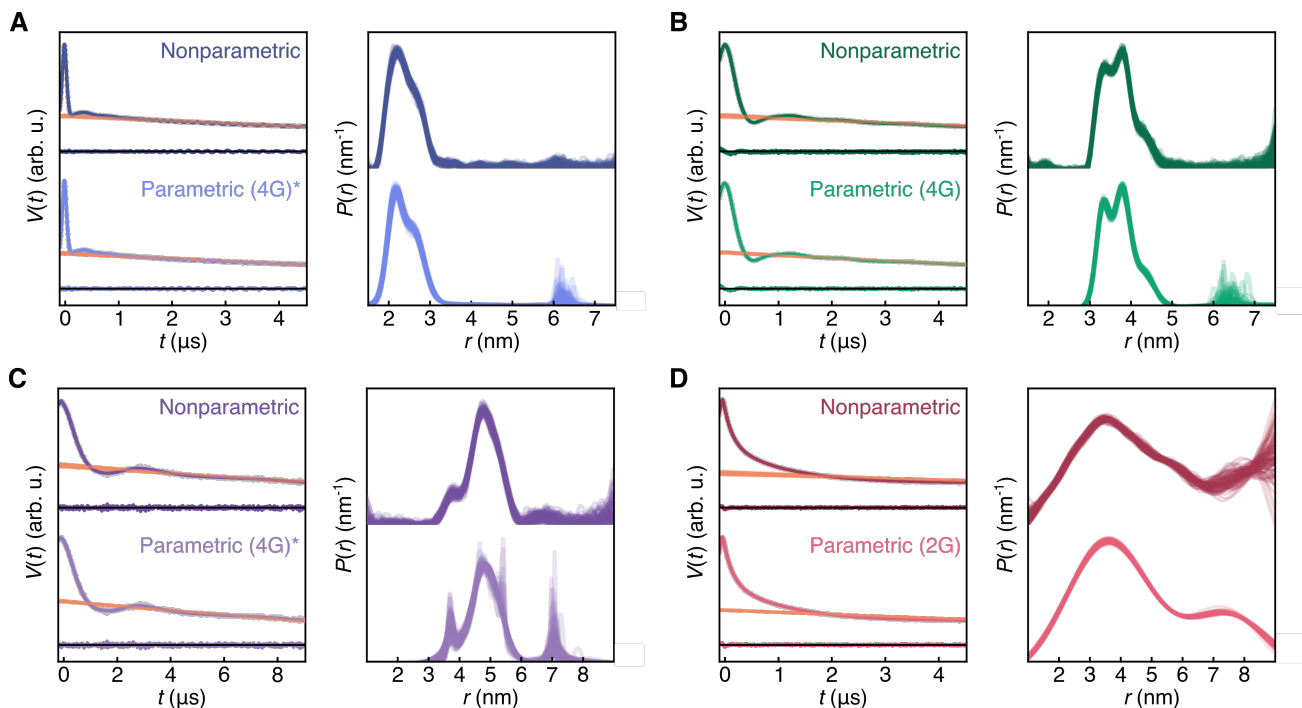 A
V(t) (arb. u.)
Nonparametric
Parametric (4G)*
0 1 2 3 4
t (μs)
P(r) (nm⁻¹)
2 3 4 5 6 7
r (nm)
B
V(t) (arb. u.)
Nonparametric
Parametric (4G)
0 1 2 3 4
t (μs)
P(r) (nm⁻¹)
2 3 4 5 6 7
r (nm)
C
V(t) (arb. u.)
Nonparametric
Parametric (4G)*
0 2 4 6 8
t (μs)
P(r) (nm⁻¹)
2 3 4 5 6 7 8
r (nm)
D
V(t) (arb. u.)
Nonparametric
Parametric (2G)
0 1 2 3 4
t (μs)
P(r) (nm⁻¹)
2 3 4 5 6 7 8
r (nm)